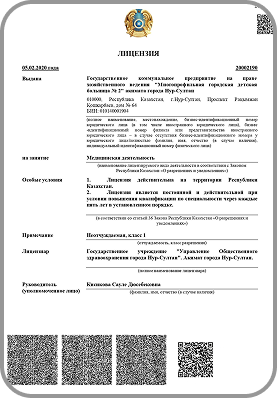 ЛИЦЕНЗИЯ
03.02.2020 года 20002190
Выдана Государственное коммунальное предприятие на праве
хозяйственного ведения "Многопрофильная городская детская
больница № 2" акимата города Нур-Султан
010000, Республика Казахстан, г.Нур-Султан, Проспект Рақымжан
Қошқарбаев, дом № 64
БИН: 010140001904
(полное наименование, местонахождение, бизнес-идентификационный номер
юридического лица (в том числе иностранного юридического лица), бизнес
-идентификационный номер филиала или представительства иностранного
юридического лица – в случае отсутствия бизнес-идентификационного номера у
юридического лица/полностью фамилия, имя, отчество (в случае наличия),
индивидуальный идентификационный номер физического лица)
на занятие Медицинская деятельность
(наименование лицензируемого вида деятельности в соответствии с Законом
Республики Казахстан «О разрешениях и уведомлениях»)
Особые условия 1. Лицензия действительна на территории Республики
Казахстан.
2. Лицензия является постоянной и действительной при
условии повышения квалификации по специальности через каждые
пять лет в установленном порядке.
(в соответствии со статьей 36 Закона Республики Казахстан «О разрешениях и
уведомлениях»)
Примечание Неотчуждаемая, класс 1
(отчуждаемость, класс разрешения)
Лицензиар Государственное учреждение "Управление Общественного
здравоохранения города Нур-Султан". Акимат города Нур-Султан.
(полное наименование лицензиара)
Руководитель
(уполномоченное лицо)
Кисикова Сауле Дюсебековна
(фамилия, имя, отчество (в случае наличия)